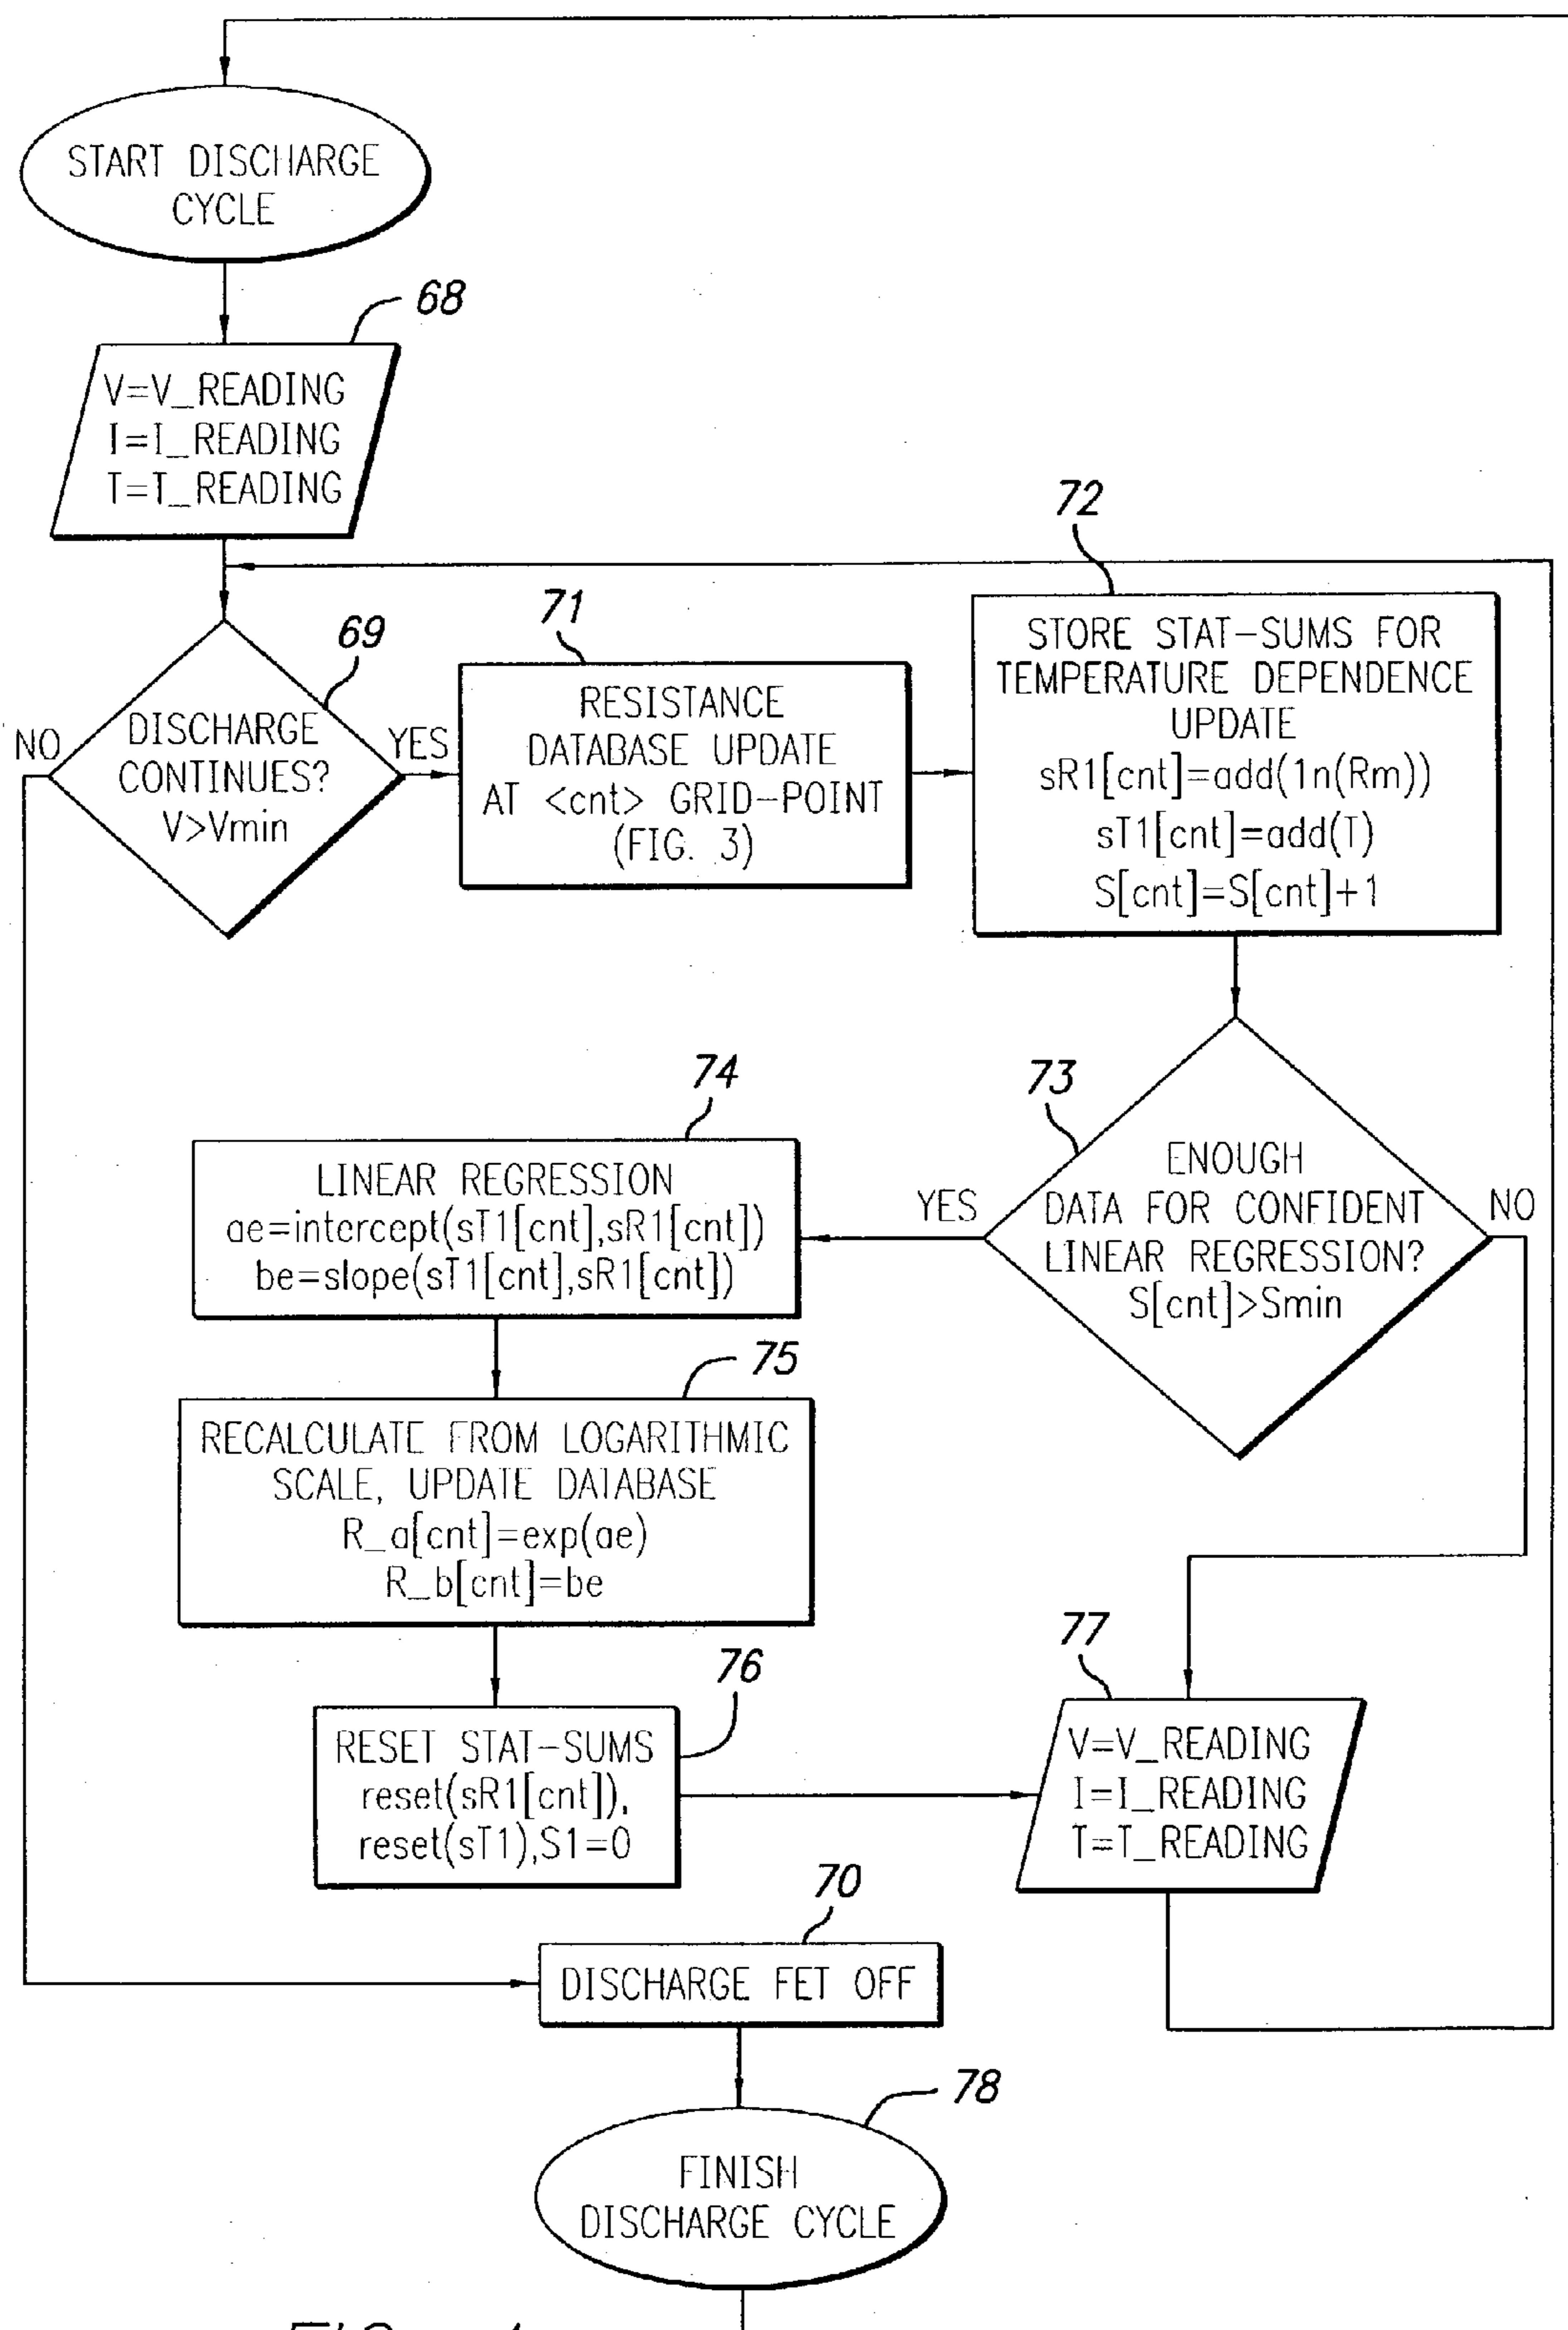 START DISCHARGE
CYCLE
68
V=V_READING
I=I_READING
T=T_READING
69
DISCHARGE
CONTINUES?
V>Vmin
NO
YES
71
RESISTANCE
DATABASE UPDATE
AT <cnt> GRID-POINT
(FIG. 3)
72
STORE STAT-SUMS FOR
TEMPERATURE DEPENDENCE
UPDATE
sR1[cnt]=add(1n(Rm))
sT1[cnt]=add(T)
S[cnt]=S[cnt]+1
73
ENOUGH
DATA FOR CONFIDENT
LINEAR REGRESSION?
S[cnt]>Smin
YES
NO
74
LINEAR REGRESSION
ae=intercept(sT1[cnt],sR1[cnt])
be=slope(sT1[cnt],sR1[cnt])
75
RECALCULATE FROM LOGARITHMIC
SCALE, UPDATE DATABASE
R_a[cnt]=exp(ae)
R_b[cnt]=be
76
RESET STAT-SUMS
reset(sR1[cnt]),
reset(sT1),S1=0
77
V=V_READING
I=I_READING
T=T_READING
70
DISCHARGE FET OFF
78
FINISH
DISCHARGE CYCLE